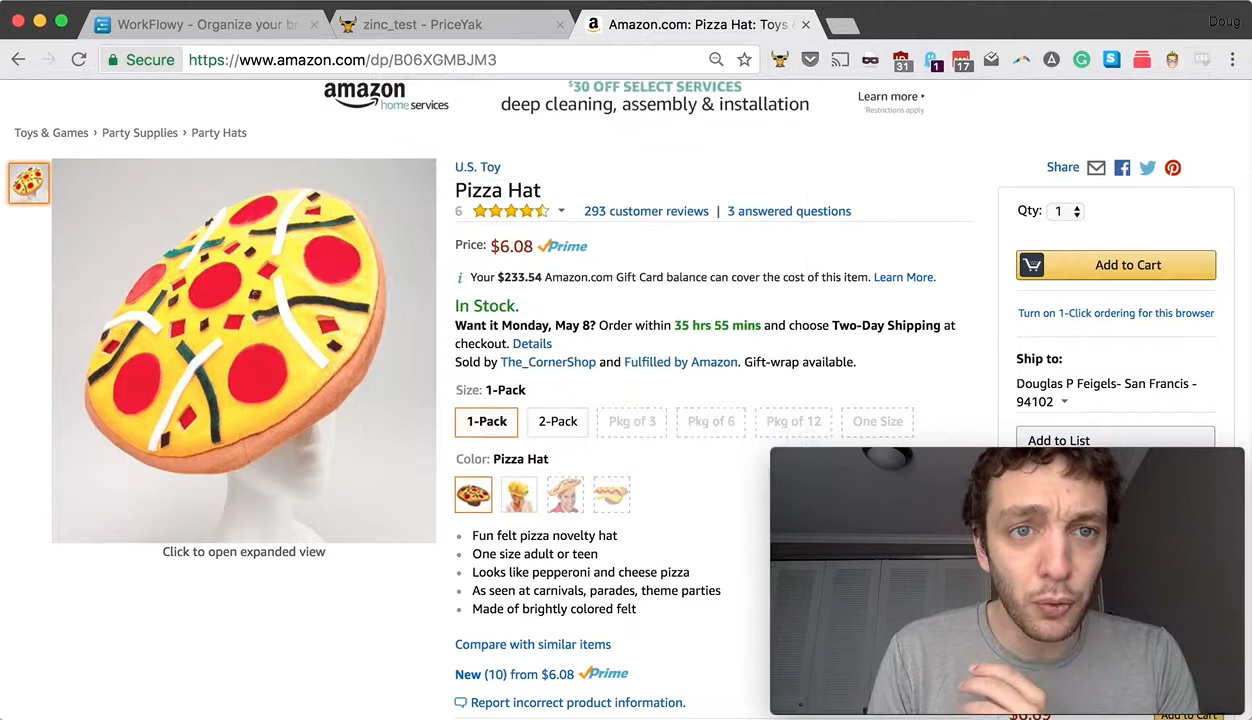 WorkFlowy - Organize your br
zinc_test - PriceYak
Amazon.com: Pizza Hat: Toys &
Doug
Secure
https://www.amazon.com/dp/B06XGMBJM3
31
1
17
amazon
home services
$30 OFF SELECT SERVICES
deep cleaning, assembly & installation
Learn more ▸
*Restrictions apply
Toys & Games › Party Supplies › Party Hats
U.S. Toy
Pizza Hat
6
293 customer reviews | 3 answered questions
Price: $6.08 Prime
Your $233.54 Amazon.com Gift Card balance can cover the cost of this item. Learn More.
In Stock.
Want it Monday, May 8? Order within 35 hrs 55 mins and choose Two-Day Shipping at
checkout. Details
Sold by The_CornerShop and Fulfilled by Amazon. Gift-wrap available.
Size: 1-Pack
1-Pack
2-Pack
Pkg of 3
Pkg of 6
Pkg of 12
One Size
Color: Pizza Hat
Fun felt pizza novelty hat
One size adult or teen
Looks like pepperoni and cheese pizza
As seen at carnivals, parades, theme parties
Made of brightly colored felt
Compare with similar items
New (10) from $6.08 Prime
Report incorrect product information.
Click to open expanded view
Share
Qty: 1
Add to Cart
Turn on 1-Click ordering for this browser
Ship to:
Douglas P Feigels- San Francis -
94102
Add to List